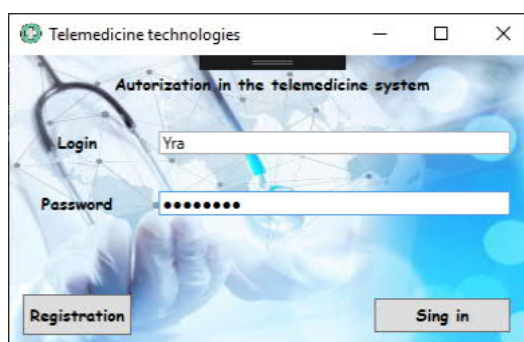 Telemedicine technologies
Autorization in the telemedicine system
Login Yra
Password ●●●●●●●●
Registration Sing in